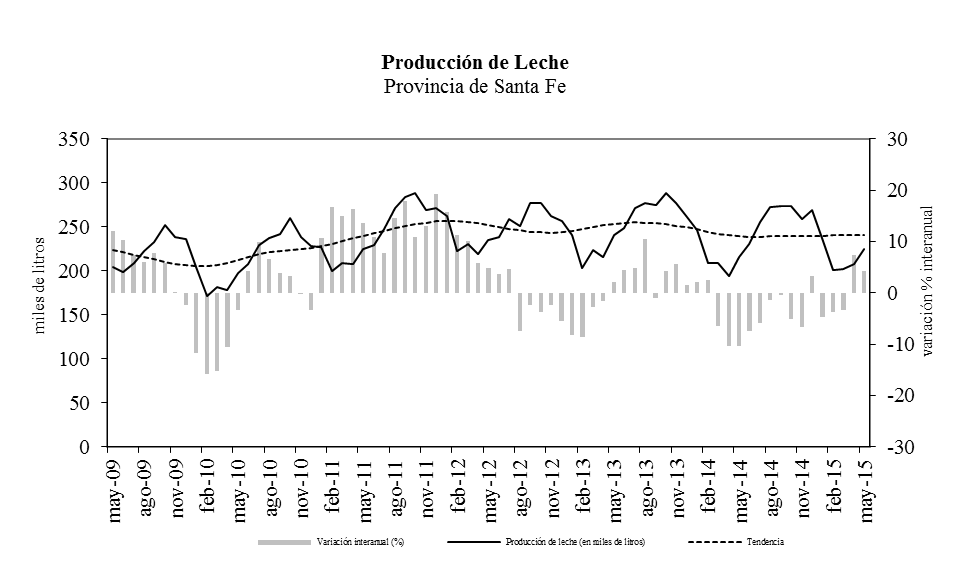 Producción de Leche
Provincia de Santa Fe
350
300
250
200
150
100
50
0
miles de litros
30
20
10
0
-10
-20
-30
variación % interanual
may-09
ago-09
nov-09
feb-10
may-10
ago-10
nov-10
feb-11
may-11
ago-11
nov-11
feb-12
may-12
ago-12
nov-12
feb-13
may-13
ago-13
nov-13
feb-14
may-14
ago-14
nov-14
feb-15
may-15
Variación interanual (%)
Producción de leche (en miles de litros)
Tendencia